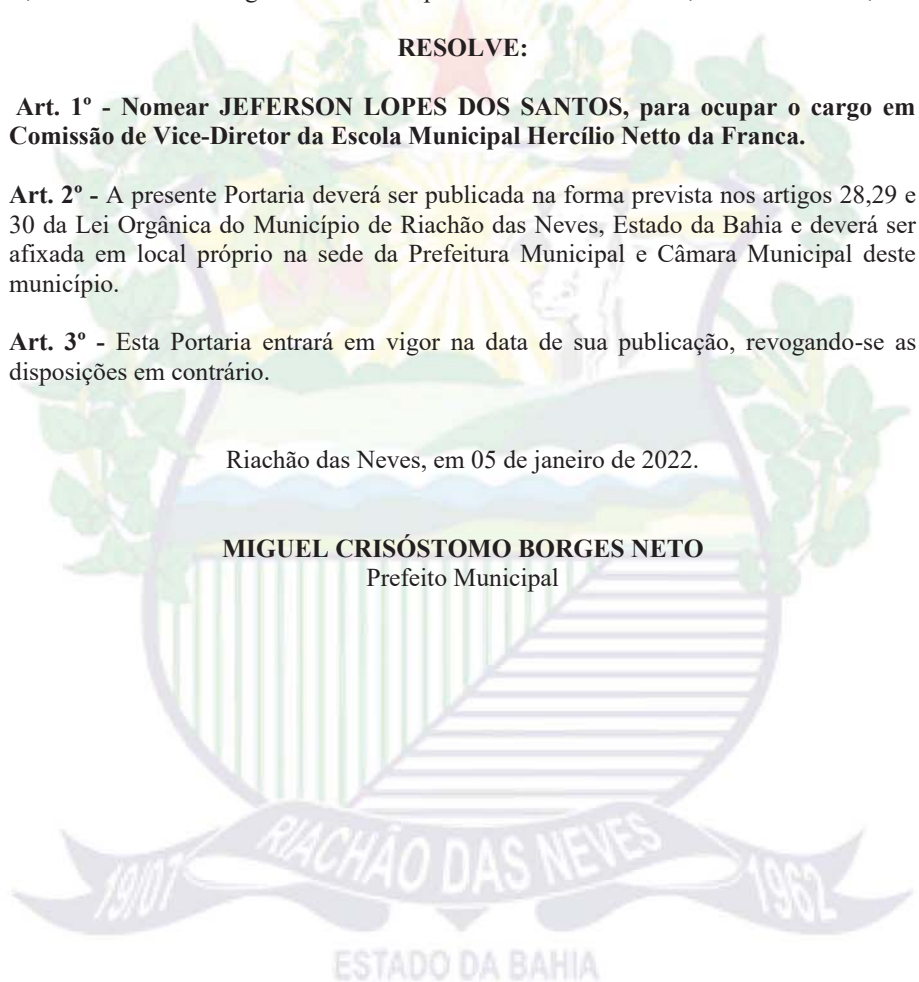 RESOLVE:
Art. 1º - Nomear JEFERSON LOPES DOS SANTOS, para ocupar o cargo em
Comissão de Vice-Diretor da Escola Municipal Hercílio Netto da Franca.
Art. 2º - A presente Portaria deverá ser publicada na forma prevista nos artigos 28,29 e
30 da Lei Orgânica do Município de Riachão das Neves, Estado da Bahia e deverá ser
afixada em local próprio na sede da Prefeitura Municipal e Câmara Municipal deste
município.
Art. 3º - Esta Portaria entrará em vigor na data de sua publicação, revogando-se as
disposições em contrário.
Riachão das Neves, em 05 de janeiro de 2022.
MIGUEL CRISÓSTOMO BORGES NETO
Prefeito Municipal
19/07 RIACHÃO DAS NEVES 1962
ESTADO DA BAHIA